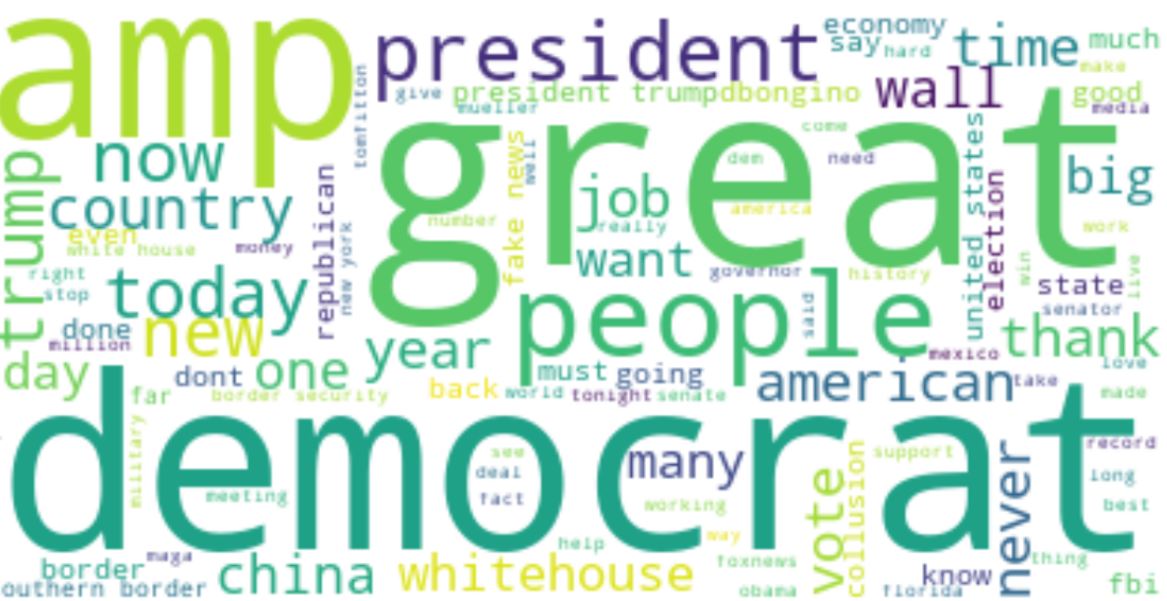 amp
president
economy
say
hard
time
much
make
give
president trump
dbongino
wall
good
mueller
media
tomfitton
now
great
come
fake news
well
dem
need
united states
big
trump
country
republican
job
america
election
number
really
work
even
white house
money
new york
want
governor
history
win
live
right
stop
today
people
said
state
senator
done
million
new
year
thank
mexico
love
day
dont
one
must
going
american
take
far
border security
back
world
tonight
senate
made
democrat
military
see
many
support
never
record
deal
fact
vote
collusion
long
meeting
working
best
way
help
maga
border
china
whitehouse
foxnews
thing
know
outhern border
obama
florida
fbi